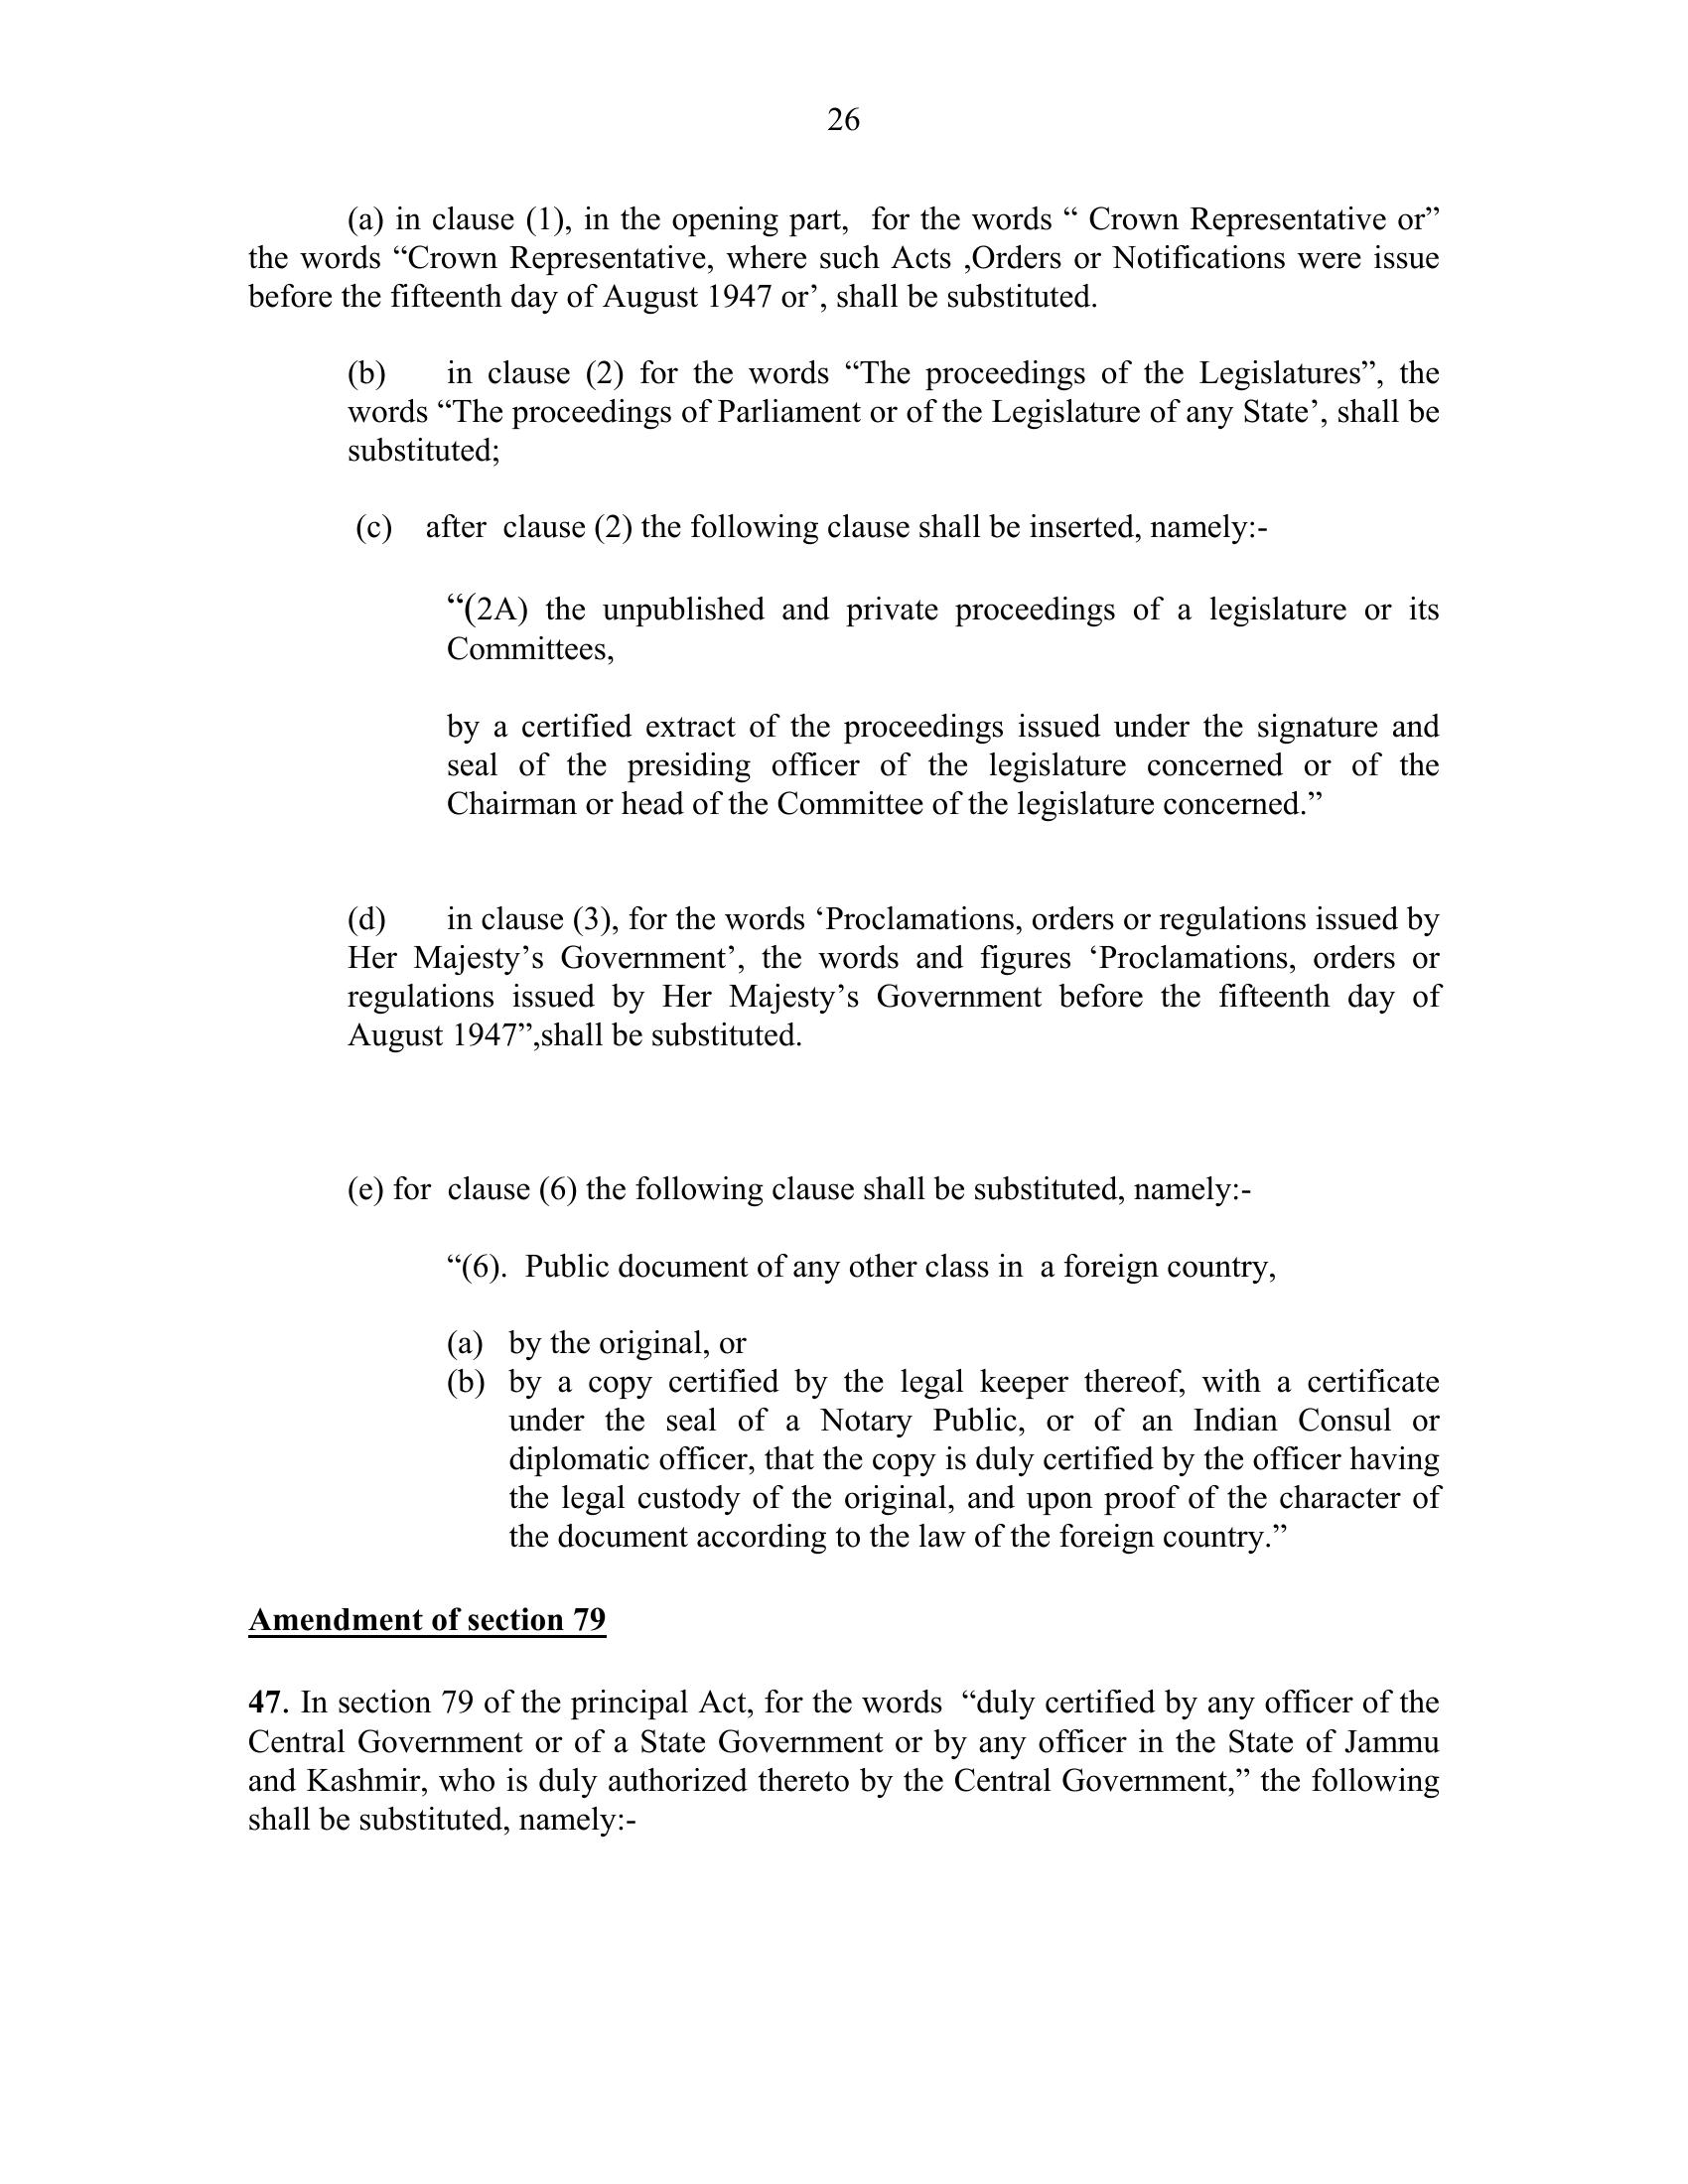 26
(a) in clause (1), in the opening part,  for the words “ Crown Representative or”
the words “Crown Representative, where such Acts ,Orders or Notifications were issue
before the fifteenth day of August 1947 or’, shall be substituted.
(b) in clause (2) for the words “The proceedings of the Legislatures”, the
words “The proceedings of Parliament or of the Legislature of any State’, shall be
substituted;
(c) after  clause (2) the following clause shall be inserted, namely:-
“(2A) the unpublished and private proceedings of a legislature or its
Committees,
by a certified extract of the proceedings issued under the signature and
seal of the presiding officer of the legislature concerned or of the
Chairman or head of the Committee of the legislature concerned.”
(d) in clause (3), for the words ‘Proclamations, orders or regulations issued by
Her Majesty’s Government’, the words and figures ‘Proclamations, orders or
regulations issued by Her Majesty’s Government before the fifteenth day of
August 1947”,shall be substituted.
(e) for  clause (6) the following clause shall be substituted, namely:-
“(6).  Public document of any other class in  a foreign country,
(a) by the original, or
(b) by a copy certified by the legal keeper thereof, with a certificate
under the seal of a Notary Public, or of an Indian Consul or
diplomatic officer, that the copy is duly certified by the officer having
the legal custody of the original, and upon proof of the character of
the document according to the law of the foreign country.”
Amendment of section 79
47. In section 79 of the principal Act, for the words  “duly certified by any officer of the
Central Government or of a State Government or by any officer in the State of Jammu
and Kashmir, who is duly authorized thereto by the Central Government,” the following
shall be substituted, namely:-